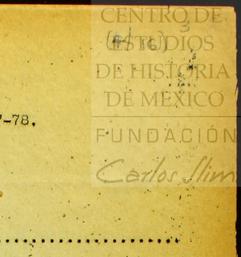 CENTRO DE
ESTUDIOS
DE HISTORIA
DE MÉXICO
FUNDACIÓN
Carlos Slim
-78,